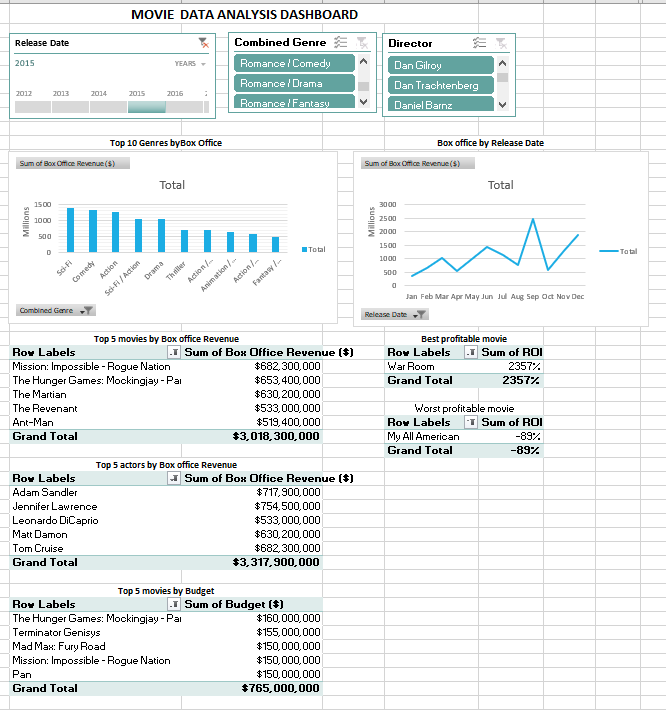 MOVIE DATA ANALYSIS DASHBOARD
Release Date
2015
YEARS
2012 2013 2014 2015 2016
Combined Genre
Romance / Comedy
Romance / Drama
Romance / Fantasy
Director
Dan Gilroy
Dan Trachtenberg
Daniel Barnz
Top 10 Genres by Box Office
Sum of Box Office Revenue ($)
Total
Millions
1500
1000
500
0
Sci-Fi
Comedy
Action
Sci-Fi / Action
Drama
Thriller
Action /...
Animation /...
Action /...
Fantasy /...
Total
Combined Genre
Box office by Release Date
Sum of Box Office Revenue ($)
Total
Millions
3000
2500
2000
1500
1000
500
0
Jan Feb Mar Apr May Jun Jul Aug Sep Oct Nov Dec
Total
Release Date
Top 5 movies by Box office Revenue
Row Labels Sum of Box Office Revenue ($)
Mission: Impossible - Rogue Nation $682,300,000
The Hunger Games: Mockingjay - Pa $653,400,000
The Martian $630,200,000
The Revenant $533,000,000
Ant-Man $519,400,000
Grand Total $3,018,300,000
Best profitable movie
Row Labels Sum of ROI
War Room 2357%
Grand Total 2357%
Worst profitable movie
Row Labels Sum of ROI
My All American -89%
Grand Total -89%
Top 5 actors by Box office Revenue
Row Labels Sum of Box Office Revenue ($)
Adam Sandler $717,900,000
Jennifer Lawrence $754,500,000
Leonardo DiCaprio $533,000,000
Matt Damon $630,200,000
Tom Cruise $682,300,000
Grand Total $3,317,900,000
Top 5 movies by Budget
Row Labels Sum of Budget ($)
The Hunger Games: Mockingjay - Pa $160,000,000
Terminator Genisys $155,000,000
Mad Max: Fury Road $150,000,000
Mission: Impossible - Rogue Nation $150,000,000
Pan $150,000,000
Grand Total $765,000,000